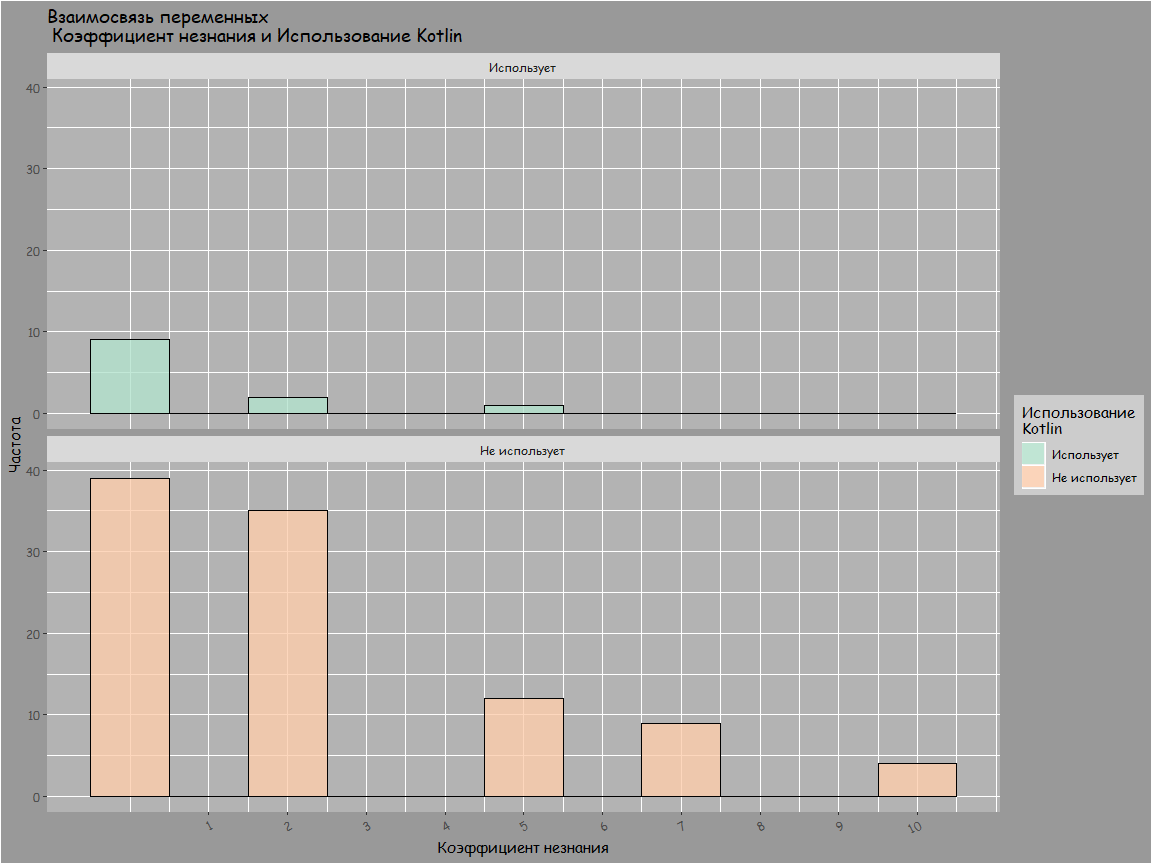 Взаимосвязь переменных
Коэффициент незнания и Использование Kotlin
Использует
40
30
20
10
0
Не использует
40
30
20
10
0
1 2 3 4 5 6 7 8 9 10
Коэффициент незнания
Частота
Использование
Kotlin
Использует
Не использует